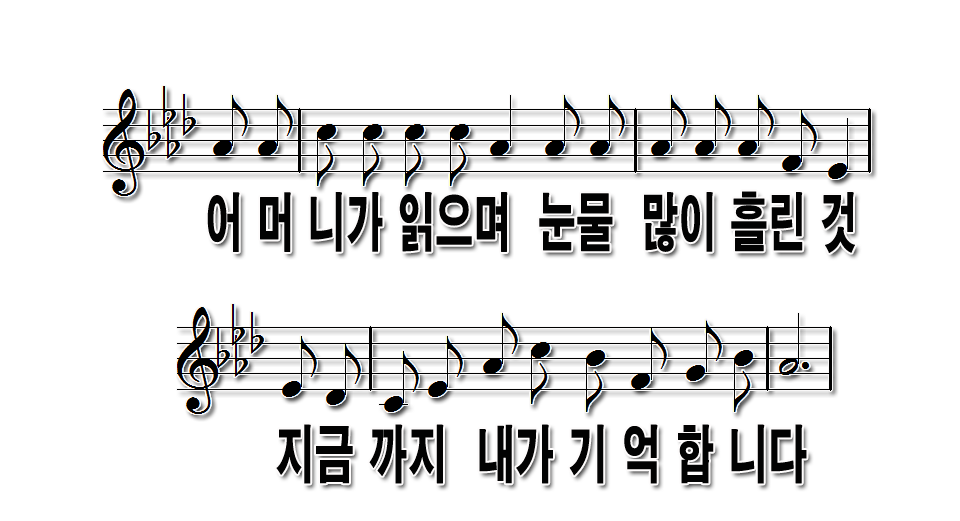 어 머 니가 읽으며 눈물 많이 흘린 것
지금 까지 내가 기 억 합 니다